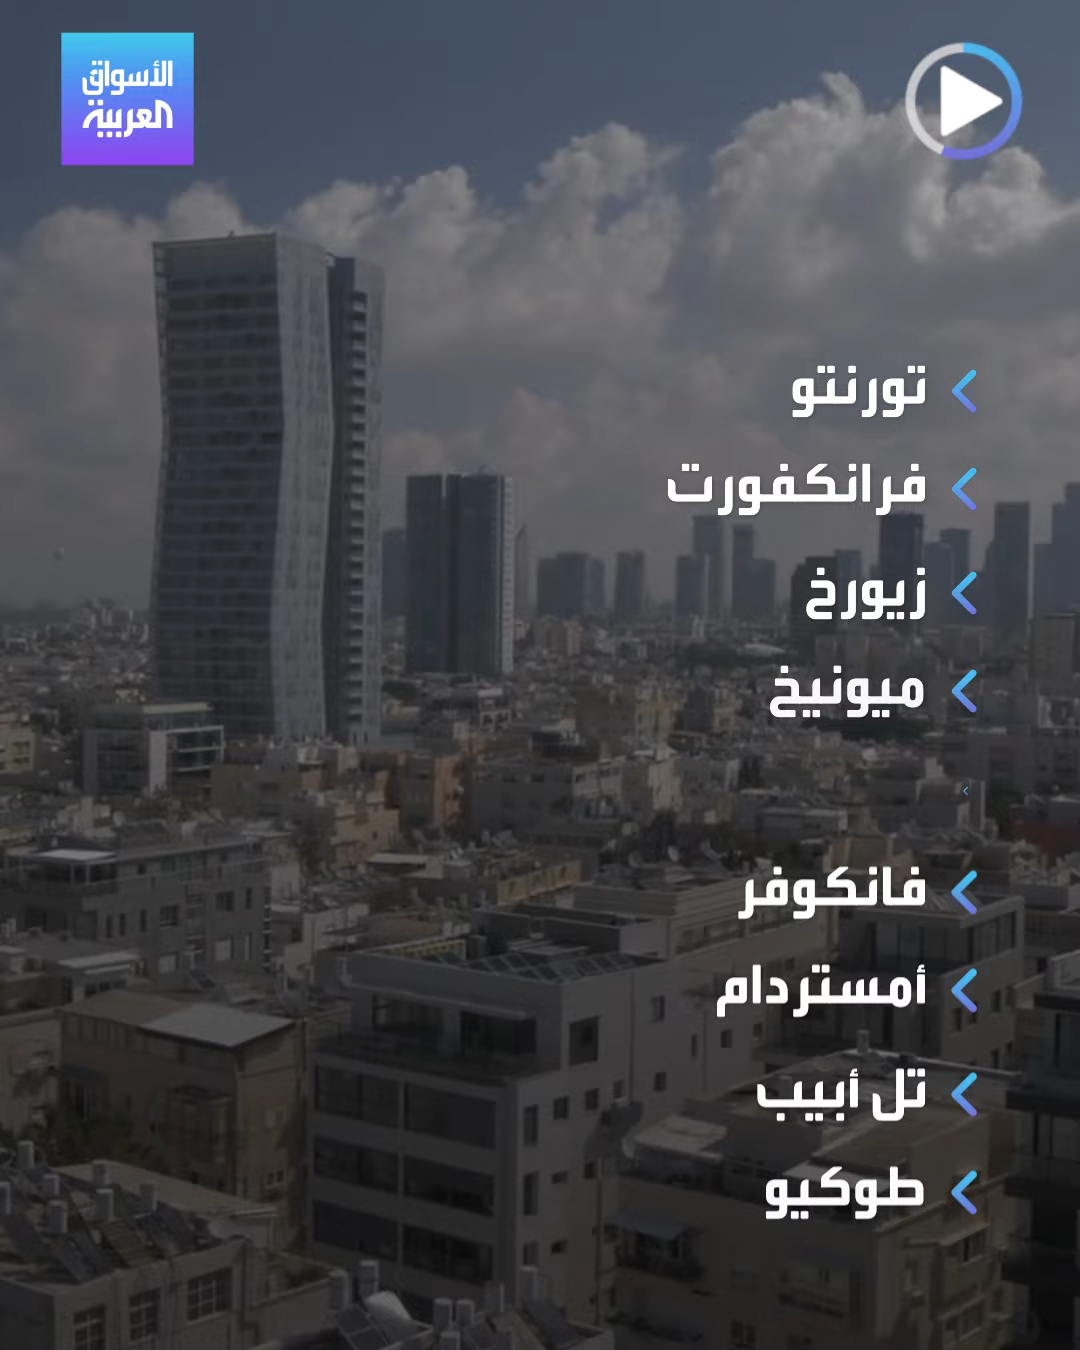 الأسواق
العربية
تورنتو
فرانكفورت
زيورخ
ميونيخ
فانكوفر
أمستردام
تل أبيب
طوكيو